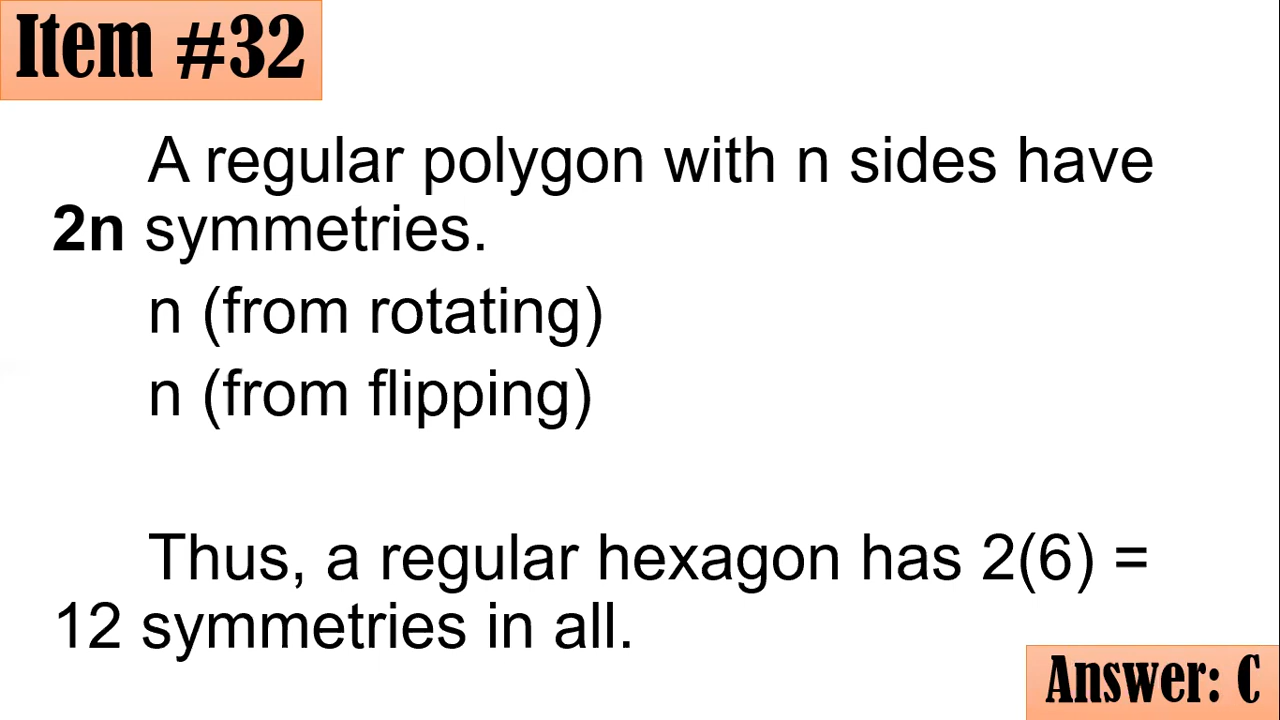 Item #32
A regular polygon with n sides have
2n symmetries.
n (from rotating)
n (from flipping)
Thus, a regular hexagon has 2(6) =
12 symmetries in all.
Answer: C